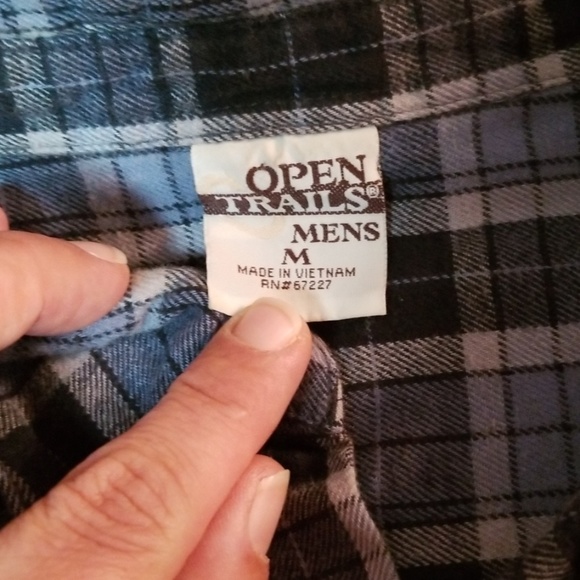 OPEN
TRAILS®
MENS
M
MADE IN VIETNAM
RN#67227